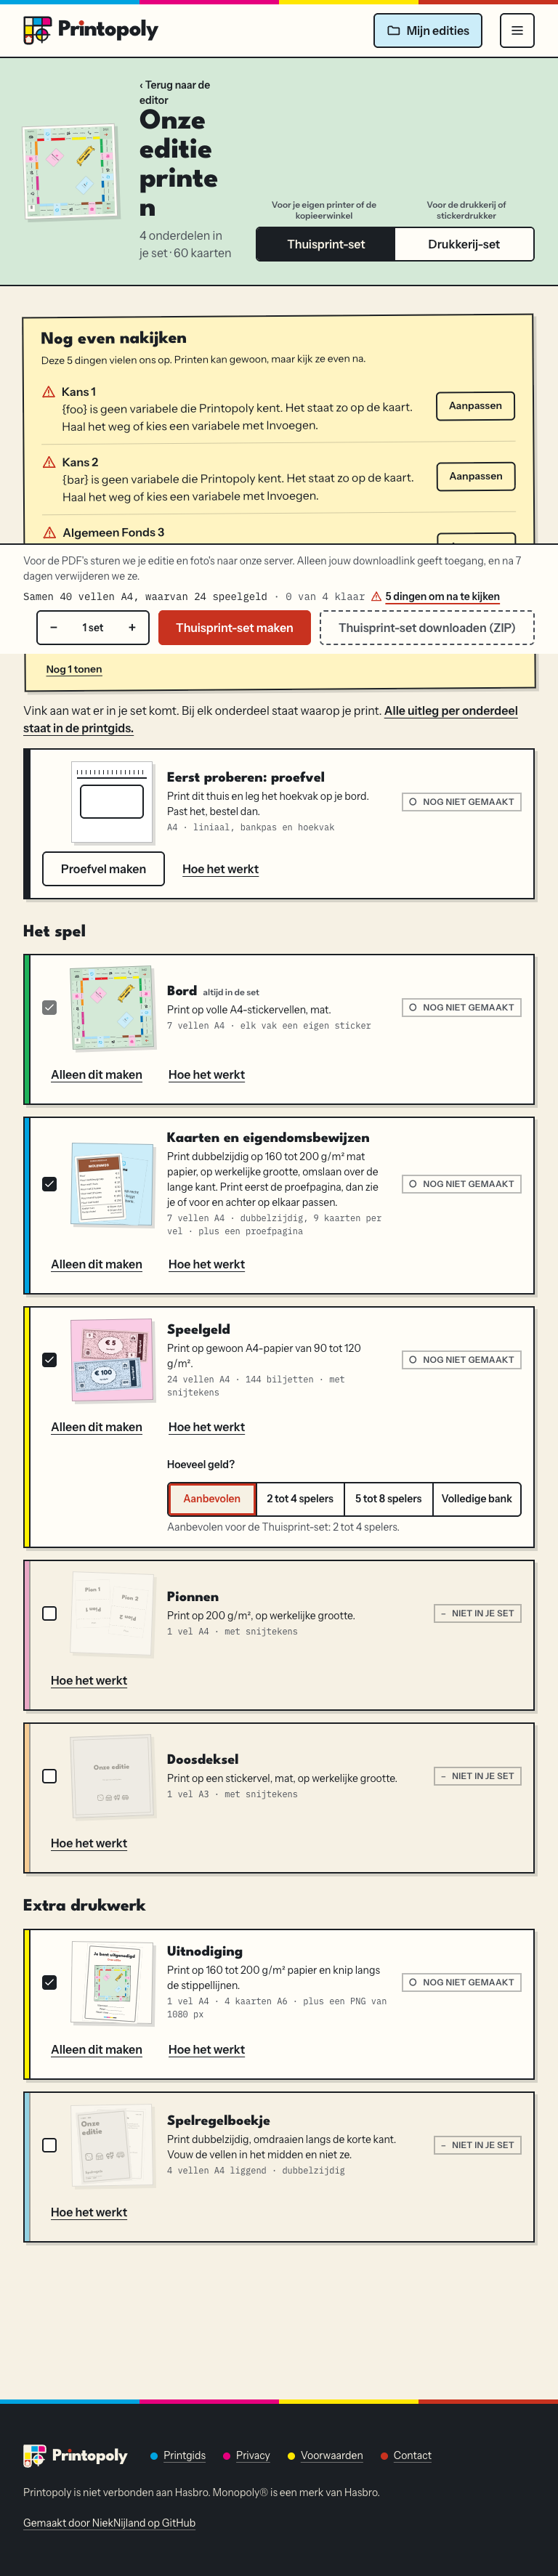 Printopoly
Mijn edities
‹ Terug naar de
editor
Onze
editie
printe
n
4 onderdelen in
je set · 60 kaarten
Voor je eigen printer of de
kopieerwinkel
Voor de drukkerij of
stickerdrukker
Thuisprint-set
Drukkerij-set
Nog even nakijken
Deze 5 dingen vielen ons op. Printen kan gewoon, maar kijk ze even na.
Kans 1
{foo} is geen variabele die Printopoly kent. Het staat zo op de kaart.
Haal het weg of kies een variabele met Invoegen.
Aanpassen
Kans 2
{bar} is geen variabele die Printopoly kent. Het staat zo op de kaart.
Haal het weg of kies een variabele met Invoegen.
Aanpassen
Algemeen Fonds 3
Voor de PDF's sturen we je editie en foto's naar onze server. Alleen jouw downloadlink geeft toegang, en na 7
dagen verwijderen we ze.
Samen 40 vellen A4, waarvan 24 speelgeld · 0 van 4 klaar 5 dingen om na te kijken
− 1 set +
Thuisprint-set maken
Thuisprint-set downloaden (ZIP)
Nog 1 tonen
Vink aan wat er in je set komt. Bij elk onderdeel staat waarop je print. Alle uitleg per onderdeel
staat in de printgids.
Eerst proberen: proefvel
Print dit thuis en leg het hoekvak op je bord.
Past het, bestel dan.
A4 · liniaal, bankpas en hoekvak
NOG NIET GEMAAKT
Proefvel maken
Hoe het werkt
Het spel
Bord altijd in de set
Print op volle A4-stickervellen, mat.
7 vellen A4 · elk vak een eigen sticker
NOG NIET GEMAAKT
Alleen dit maken
Hoe het werkt
Kaarten en eigendomsbewijzen
Print dubbelzijdig op 160 tot 200 g/m² mat
papier, op werkelijke grootte, omslaan over de
lange kant. Print eerst de proefpagina, dan zie
je of voor en achter op elkaar passen.
7 vellen A4 · dubbelzijdig, 9 kaarten per
vel · plus een proefpagina
NOG NIET GEMAAKT
Alleen dit maken
Hoe het werkt
€ 5
€ 100
Speelgeld
Print op gewoon A4-papier van 90 tot 120
g/m².
24 vellen A4 · 144 biljetten · met
snijtekens
NOG NIET GEMAAKT
Alleen dit maken
Hoe het werkt
Hoeveel geld?
Aanbevolen
2 tot 4 spelers
5 tot 8 spelers
Volledige bank
Aanbevolen voor de Thuisprint-set: 2 tot 4 spelers.
Pion 1
Pion 2
Pion 1
Pion 2
Pionnen
Print op 200 g/m², op werkelijke grootte.
1 vel A4 · met snijtekens
– NIET IN JE SET
Hoe het werkt
Onze editie
Doosdeksel
Print op een stickervel, mat, op werkelijke grootte.
1 vel A3 · met snijtekens
– NIET IN JE SET
Hoe het werkt
Extra drukwerk
Je bent uitgenodigd
Uitnodiging
Print op 160 tot 200 g/m² papier en knip langs
de stippellijnen.
1 vel A4 · 4 kaarten A6 · plus een PNG van
1080 px
NOG NIET GEMAAKT
Alleen dit maken
Hoe het werkt
Onze
editie
Spelregelboekje
Print dubbelzijdig, omdraaien langs de korte kant.
Vouw de vellen in het midden en niet ze.
4 vellen A4 liggend · dubbelzijdig
– NIET IN JE SET
Hoe het werkt
Printopoly
Printgids
Privacy
Voorwaarden
Contact
Printopoly is niet verbonden aan Hasbro. Monopoly® is een merk van Hasbro.
Gemaakt door NiekNijland op GitHub